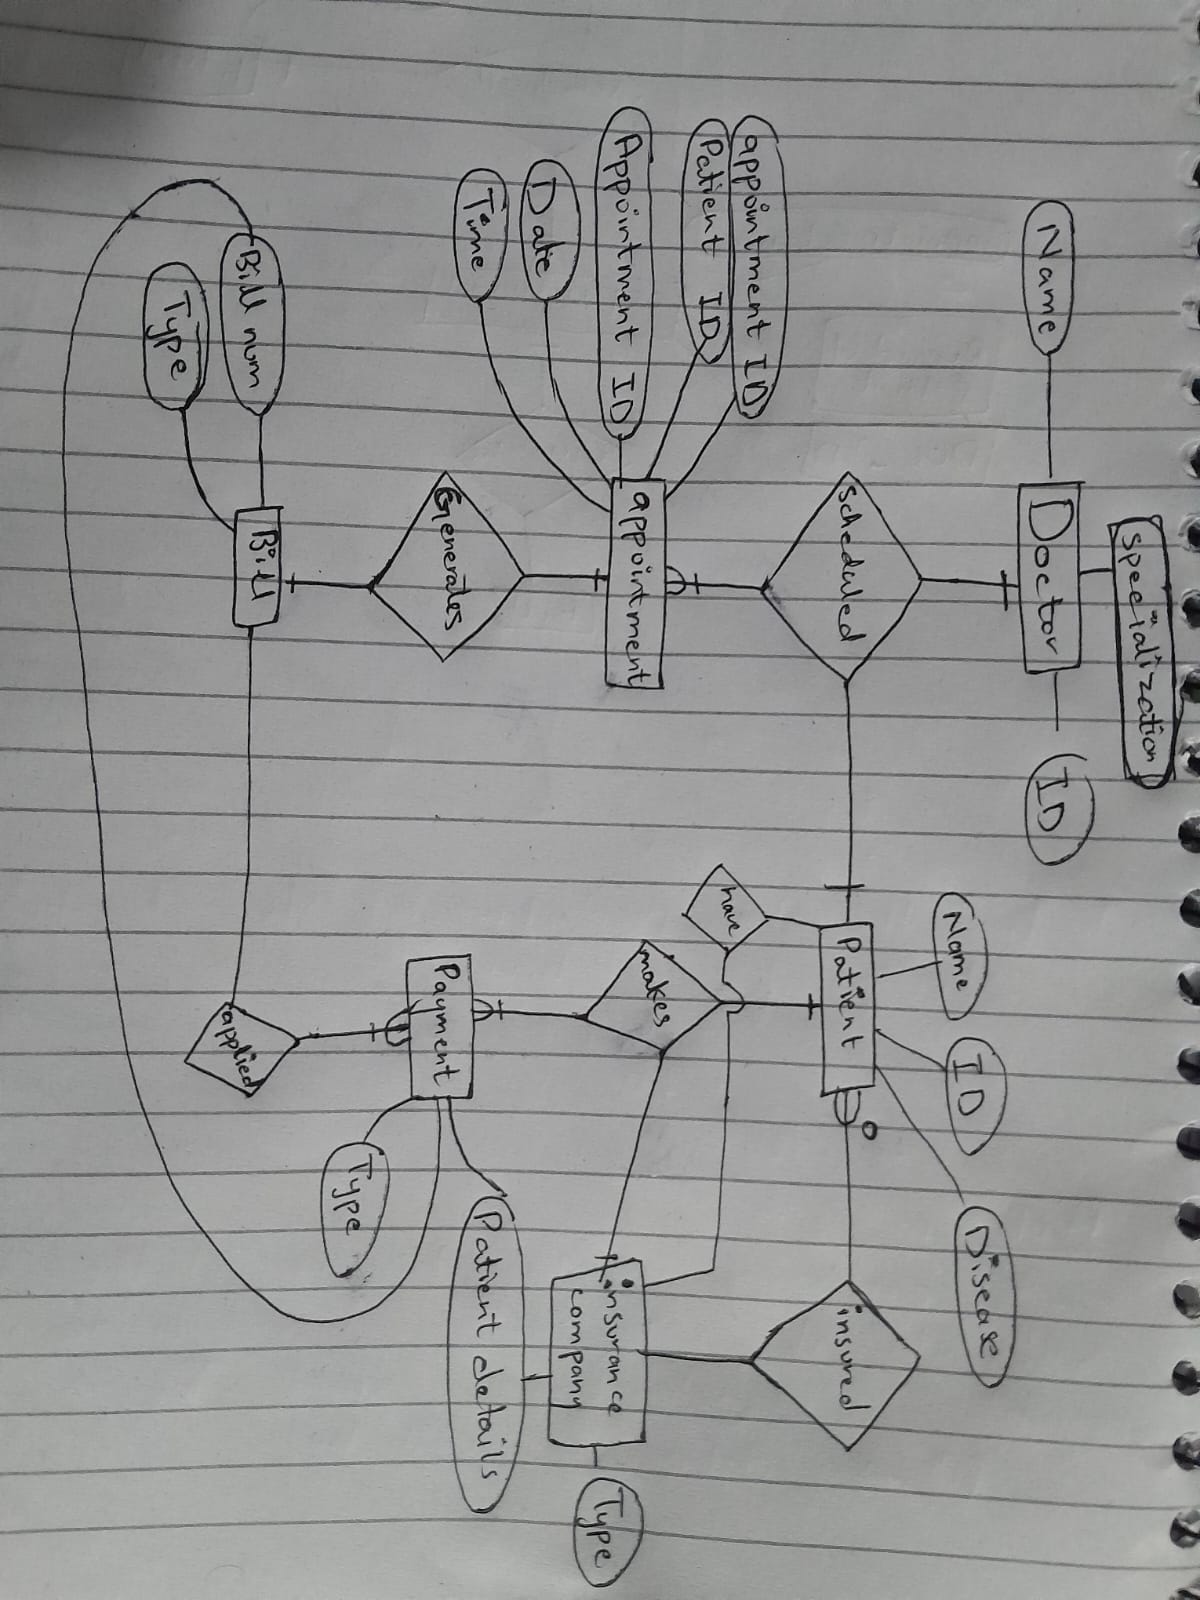 specialization
Name
Doctor
ID
scheduled
appointment ID
Patient ID
Appointment ID
Date
Time
appointment
Generates
Bill num
Type
Bill
Name
ID
Disease
Patient
have
makes
insured
Payment
applied
Type
Patient details
insurance
company
Type